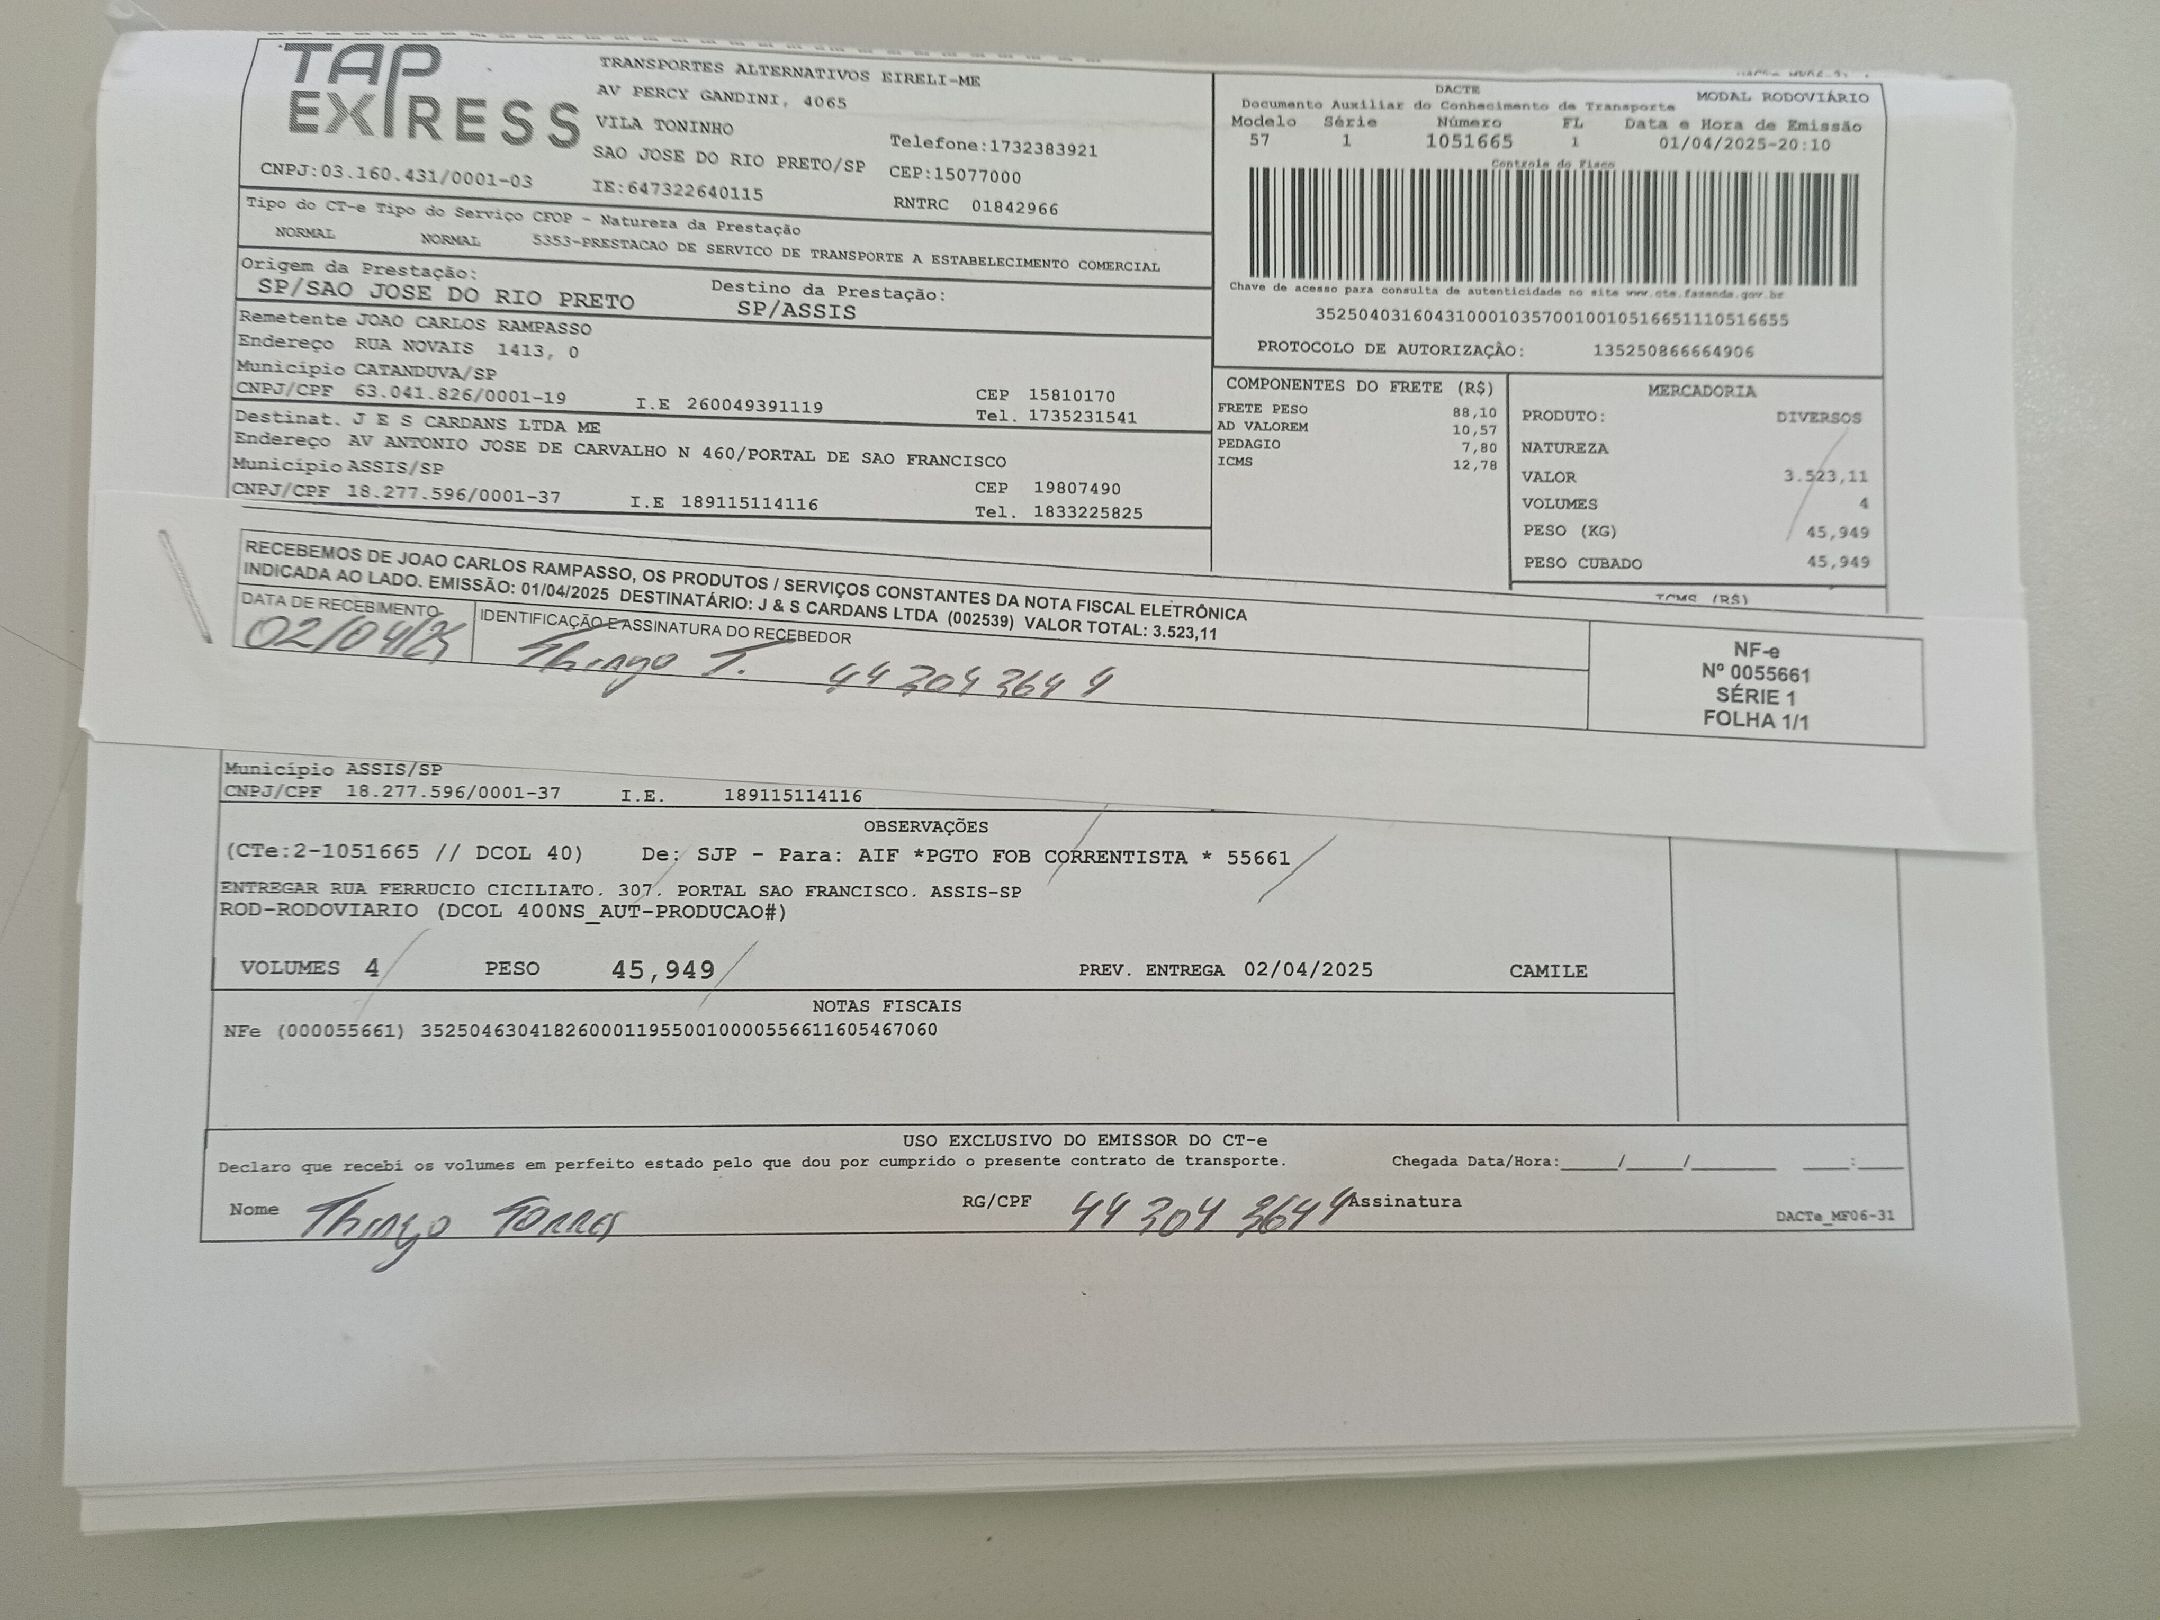 TAP
EXPRESS
TRANSPORTES ALTERNATIVOS EIRELI-ME
AV PERCY GANDINI, 4065
VILA TONINHO
Telefone:1732383921
SAO JOSE DO RIO PRETO/SP
CEP:15077000
CNPJ:03.160.431/0001-03
IE:647322640115
RNTRC 01842966
DACTE
MODAL RODOVIÁRIO
Documento Auxiliar do Conhecimento de Transporte
Modelo Série Número FL Data e Hora de Emissão
57 1 1051665 1 01/04/2025-20:10
Controle do Fisco
Chave de acesso para consulta de autenticidade no site www.cte.fazenda.gov.br
35250403160431000103570010010516651110516655
PROTOCOLO DE AUTORIZAÇÃO: 135250866664906
Tipo do CT-e Tipo do Serviço CFOP - Natureza da Prestação
NORMAL NORMAL 5353-PRESTACAO DE SERVICO DE TRANSPORTE A ESTABELECIMENTO COMERCIAL
Origem da Prestação: Destino da Prestação:
SP/SAO JOSE DO RIO PRETO SP/ASSIS
Remetente JOAO CARLOS RAMPASSO
Endereço RUA NOVAIS 1413, 0
Município CATANDUVA/SP CEP 15810170
CNPJ/CPF 63.041.826/0001-19 I.E 260049391119 Tel. 1735231541
Destinat. J E S CARDANS LTDA ME
Endereço AV ANTONIO JOSE DE CARVALHO N 460/PORTAL DE SAO FRANCISCO
Município ASSIS/SP CEP 19807490
CNPJ/CPF 18.277.596/0001-37 I.E 189115114116 Tel. 1833225825
COMPONENTES DO FRETE (R$)
FRETE PESO 88,10
AD VALOREM 10,57
PEDAGIO 7,80
ICMS 12,78
MERCADORIA
PRODUTO: DIVERSOS
NATUREZA
VALOR 3.523,11
VOLUMES 4
PESO (KG) 45,949
PESO CUBADO 45,949
ICMS (R$)
RECEBEMOS DE JOAO CARLOS RAMPASSO, OS PRODUTOS / SERVIÇOS CONSTANTES DA NOTA FISCAL ELETRÔNICA
INDICADA AO LADO. EMISSÃO: 01/04/2025 DESTINATÁRIO: J & S CARDANS LTDA (002539) VALOR TOTAL: 3.523,11
DATA DE RECEBIMENTO IDENTIFICAÇÃO E ASSINATURA DO RECEBEDOR
02/04/25 Thiago T. 44 304 364 4
NF-e
Nº 0055661
SÉRIE 1
FOLHA 1/1
Município ASSIS/SP
CNPJ/CPF 18.277.596/0001-37 I.E. 189115114116
OBSERVAÇÕES
(CTe:2-1051665 // DCOL 40) De: SJP - Para: AIF *PGTO FOB CORRENTISTA * 55661
ENTREGAR RUA FERRUCIO CICILIATO. 307. PORTAL SAO FRANCISCO. ASSIS-SP
ROD-RODOVIARIO (DCOL 400NS_AUT-PRODUCAO#)
VOLUMES 4 PESO 45,949 PREV. ENTREGA 02/04/2025 CAMILE
NOTAS FISCAIS
NFe (000055661) 35250463041826000119550010000556611605467060
USO EXCLUSIVO DO EMISSOR DO CT-e
Declaro que recebi os volumes em perfeito estado pelo que dou por cumprido o presente contrato de transporte. Chegada Data/Hora:_____/_____/________ ____:____
Nome Thiago Torres RG/CPF 44 304 364 4 Assinatura
DACTe_MF06-31